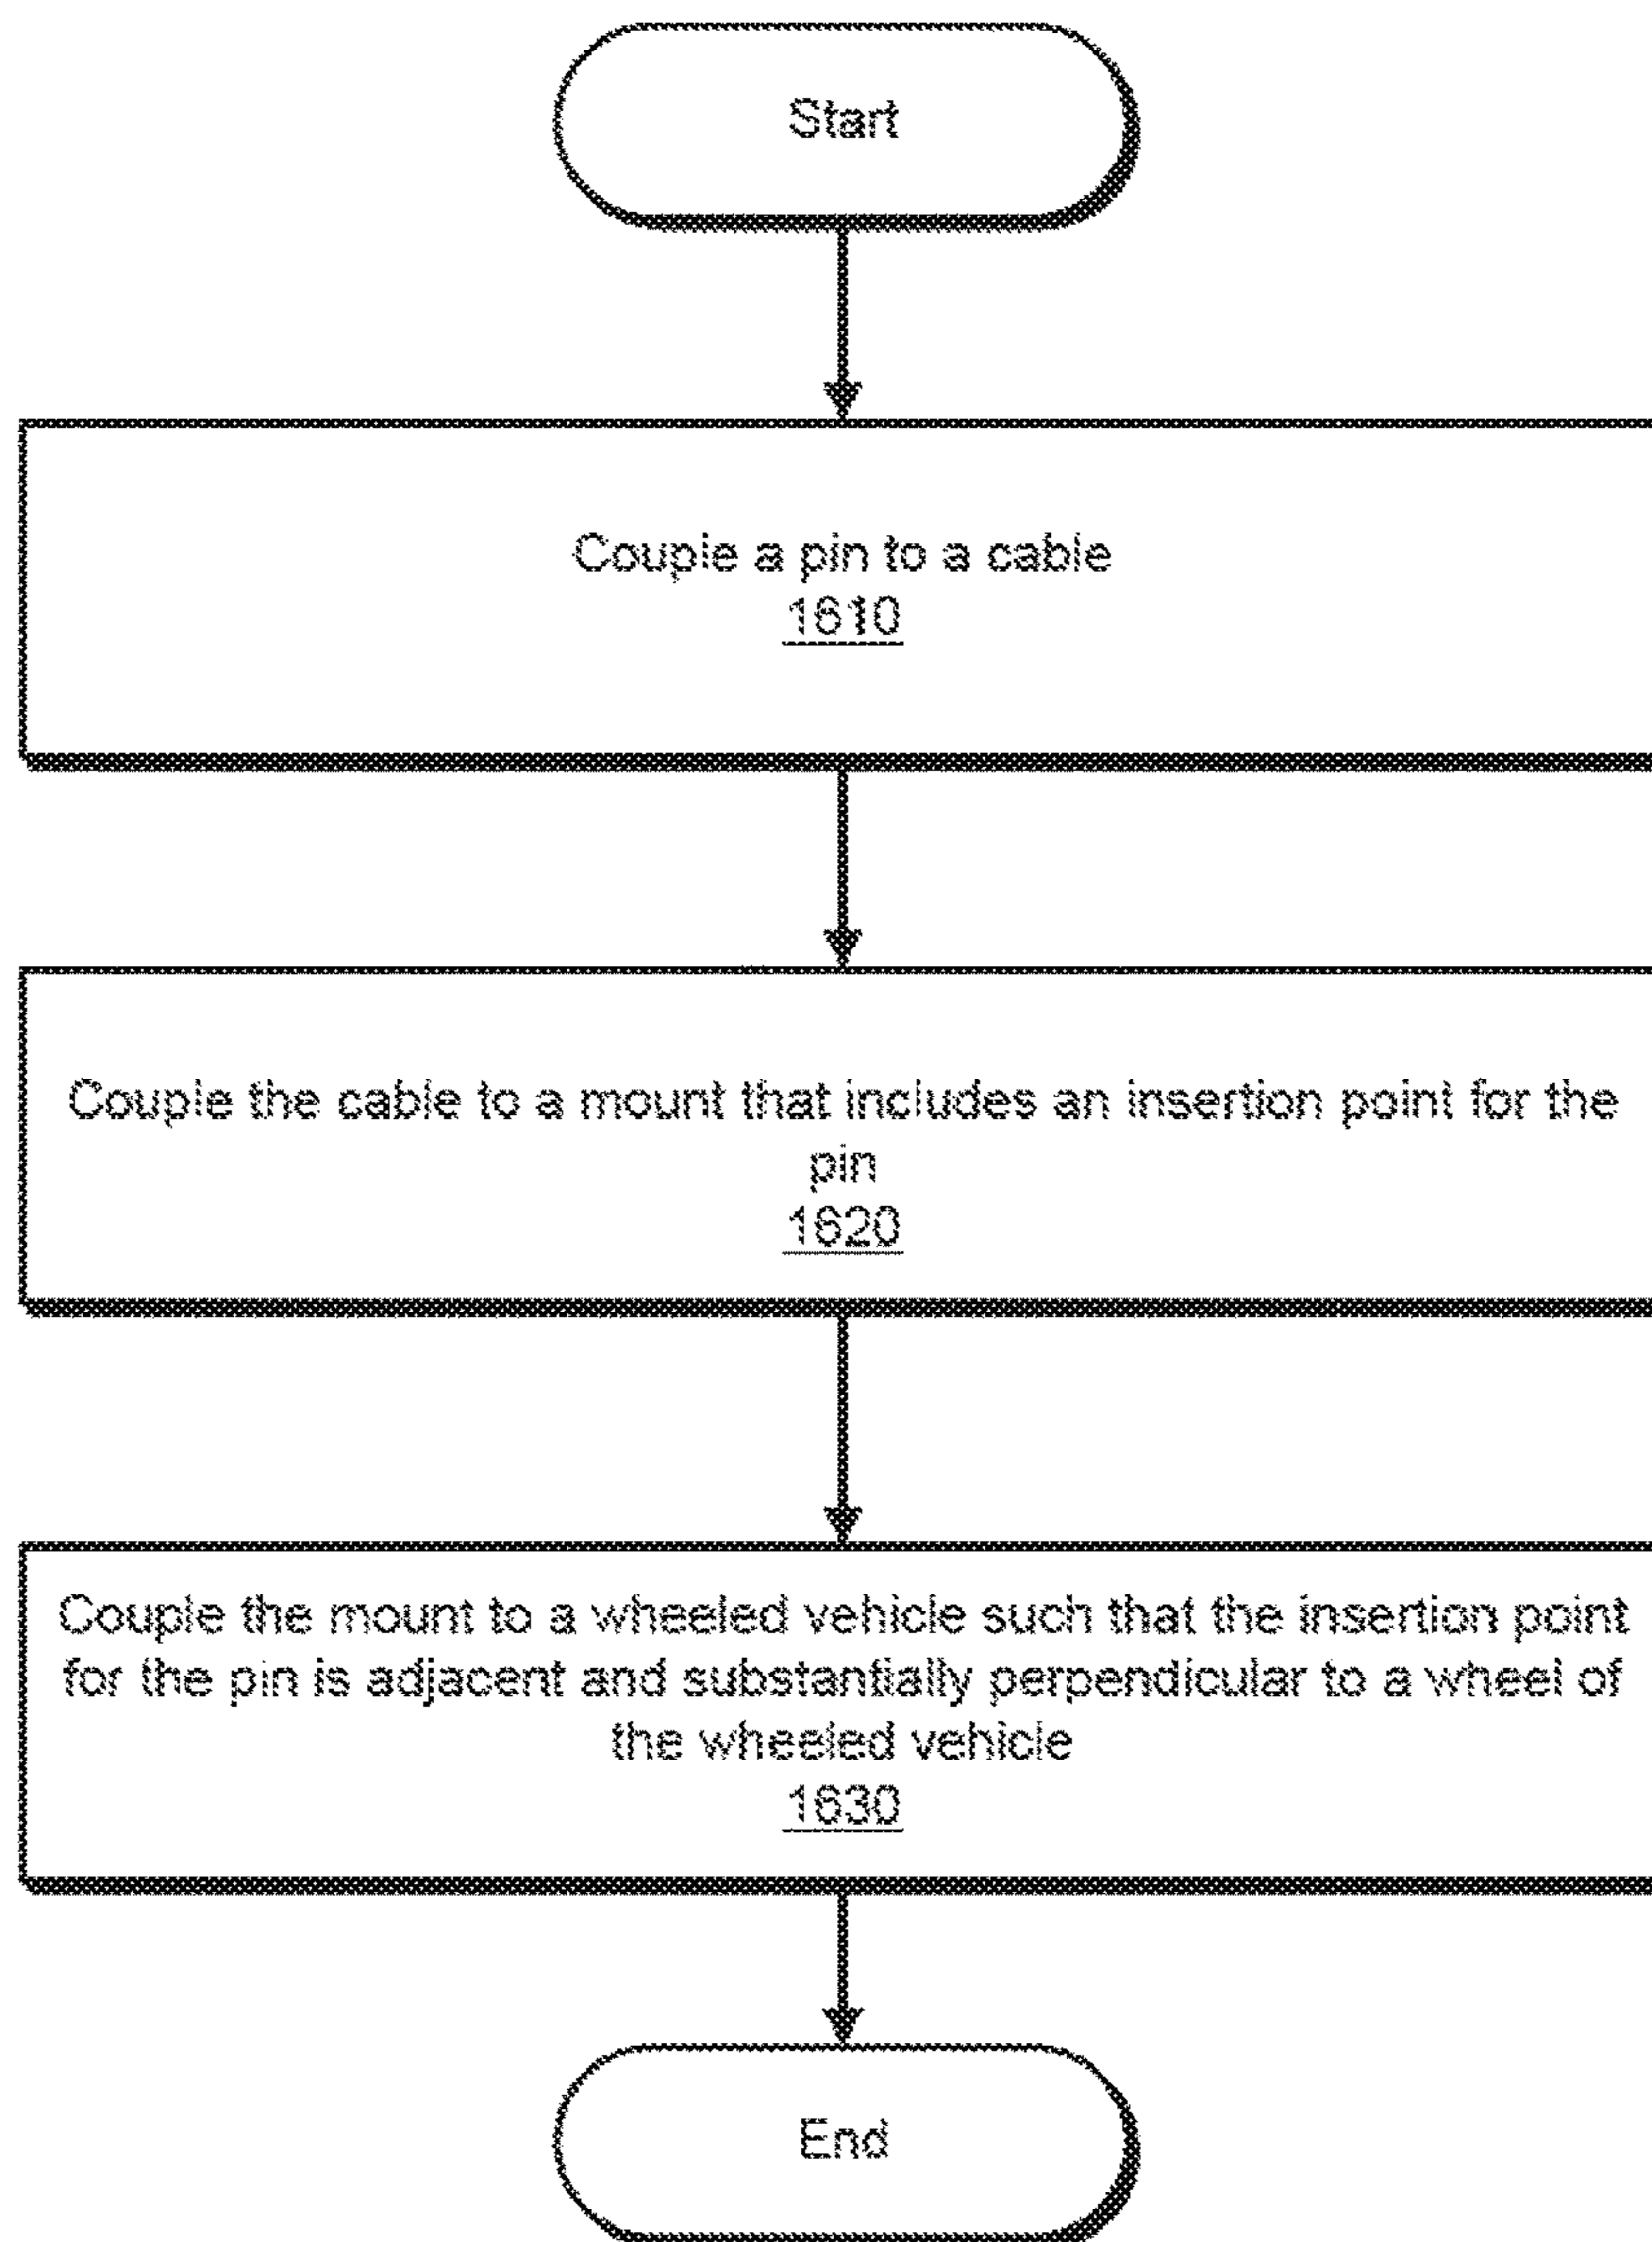 Start
Couple a pin to a cable
1610
Couple the cable to a mount that includes an insertion point for the
pin
1620
Couple the mount to a wheeled vehicle such that the insertion point
for the pin is adjacent and substantially perpendicular to a wheel of
the wheeled vehicle
1630
End